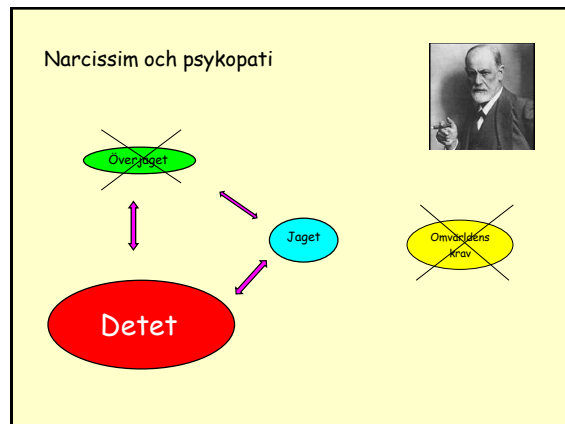 Narcissim och psykopati
Överjaget
Jaget
Omvärldens
krav
Detet